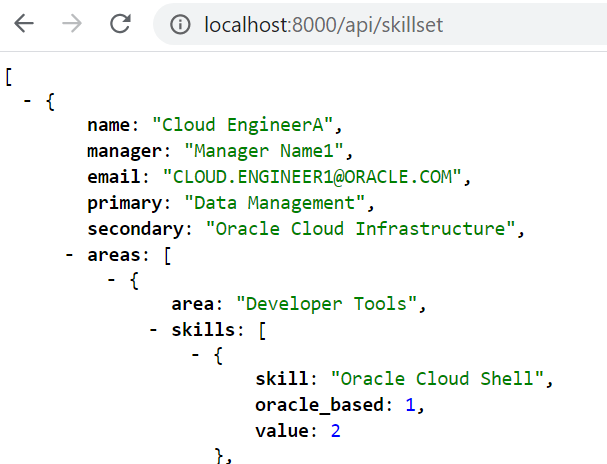 localhost:8000/api/skillset
[
- {
name: "Cloud EngineerA",
manager: "Manager Name1",
email: "CLOUD.ENGINEER1@ORACLE.COM",
primary: "Data Management",
secondary: "Oracle Cloud Infrastructure",
- areas: [
- {
area: "Developer Tools",
- skills: [
- {
skill: "Oracle Cloud Shell",
oracle_based: 1,
value: 2
},